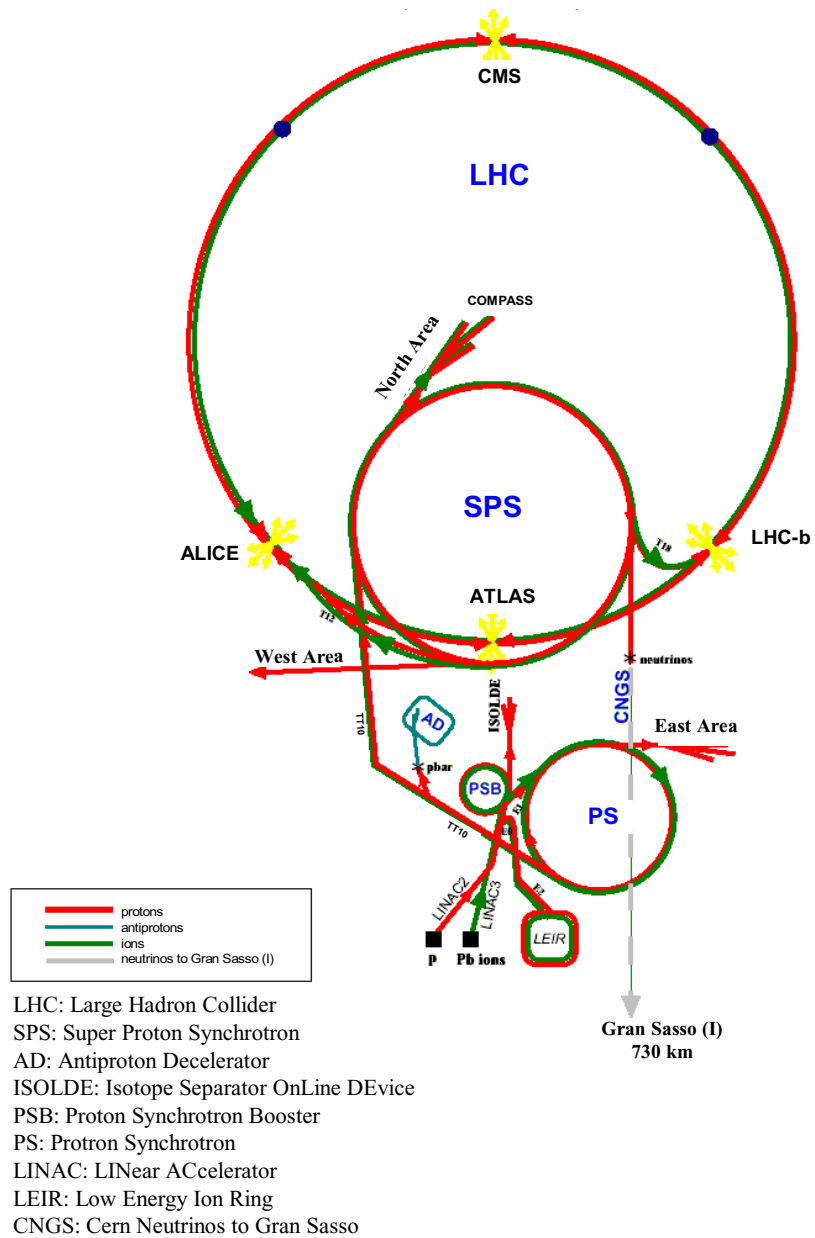 CMS
LHC
COMPASS
North Area
SPS
ALICE
LHC-b
T18
ATLAS
T12
West Area
neutrinos
ISOLDE
CNGS
East Area
TT10
AD
pbar
PSB
E1
PS
TT10
E0
LINAC2
LINAC3
E2
LEIR
p
Pb ions
protons
antiprotons
ions
neutrinos to Gran Sasso (I)
Gran Sasso (I)
730 km
LHC: Large Hadron Collider
SPS: Super Proton Synchrotron
AD: Antiproton Decelerator
ISOLDE: Isotope Separator OnLine DEvice
PSB: Proton Synchrotron Booster
PS: Protron Synchrotron
LINAC: LINear ACcelerator
LEIR: Low Energy Ion Ring
CNGS: Cern Neutrinos to Gran Sasso